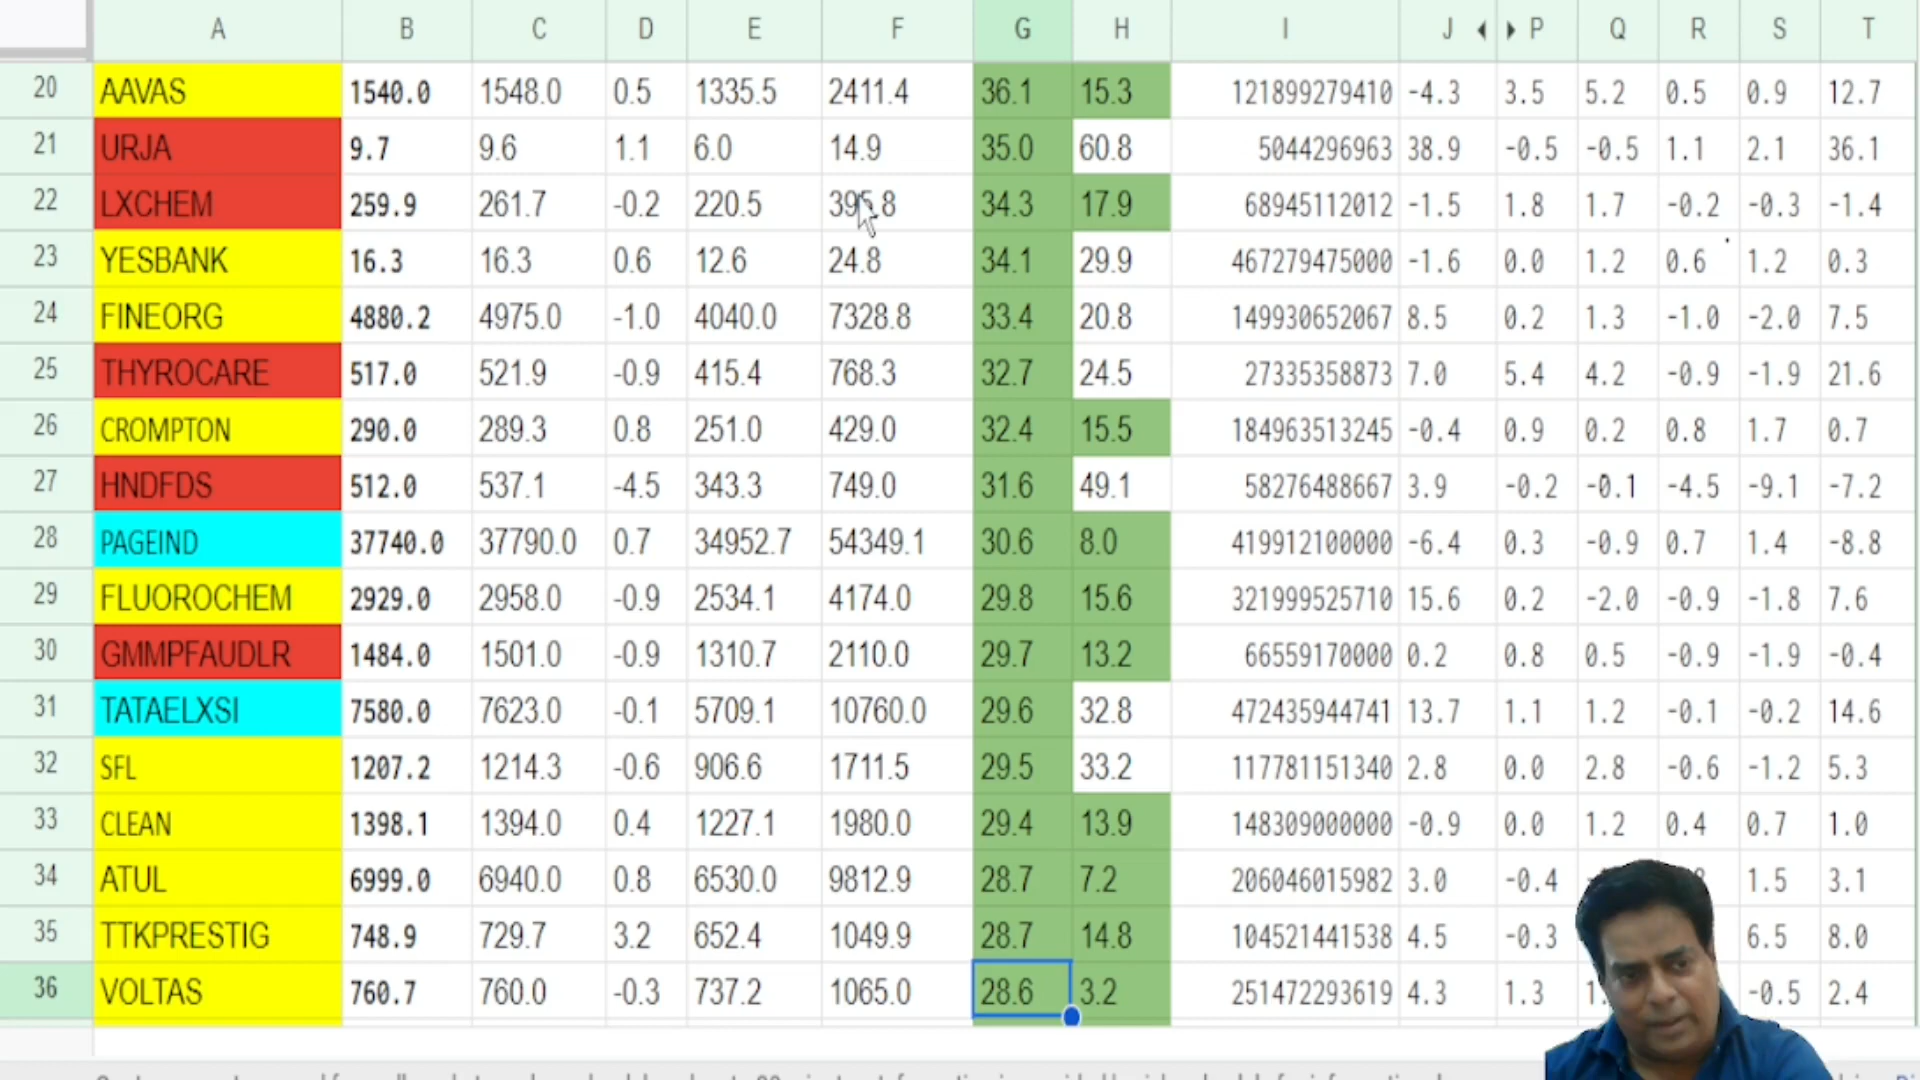 A B C D E F G H I J P Q R S T
20 AAVAS 1540.0 1548.0 0.5 1335.5 2411.4 36.1 15.3 121899279410 -4.3 3.5 5.2 0.5 0.9 12.7
21 URJA 9.7 9.6 1.1 6.0 14.9 35.0 60.8 5044296963 38.9 -0.5 -0.5 1.1 2.1 36.1
22 LXCHEM 259.9 261.7 -0.2 220.5 395.8 34.3 17.9 68945112012 -1.5 1.8 1.7 -0.2 -0.3 -1.4
23 YESBANK 16.3 16.3 0.6 12.6 24.8 34.1 29.9 467279475000 -1.6 0.0 1.2 0.6 1.2 0.3
24 FINEORG 4880.2 4975.0 -1.0 4040.0 7328.8 33.4 20.8 149930652067 8.5 0.2 1.3 -1.0 -2.0 7.5
25 THYROCARE 517.0 521.9 -0.9 415.4 768.3 32.7 24.5 27335358873 7.0 5.4 4.2 -0.9 -1.9 21.6
26 CROMPTON 290.0 289.3 0.8 251.0 429.0 32.4 15.5 184963513245 -0.4 0.9 0.2 0.8 1.7 0.7
27 HNDFDS 512.0 537.1 -4.5 343.3 749.0 31.6 49.1 58276488667 3.9 -0.2 -0.1 -4.5 -9.1 -7.2
28 PAGEIND 37740.0 37790.0 0.7 34952.7 54349.1 30.6 8.0 419912100000 -6.4 0.3 -0.9 0.7 1.4 -8.8
29 FLUOROCHEM 2929.0 2958.0 -0.9 2534.1 4174.0 29.8 15.6 321999525710 15.6 0.2 -2.0 -0.9 -1.8 7.6
30 GMMPFAUDLR 1484.0 1501.0 -0.9 1310.7 2110.0 29.7 13.2 66559170000 0.2 0.8 0.5 -0.9 -1.9 -0.4
31 TATAELXSI 7580.0 7623.0 -0.1 5709.1 10760.0 29.6 32.8 472435944741 13.7 1.1 1.2 -0.1 -0.2 14.6
32 SFL 1207.2 1214.3 -0.6 906.6 1711.5 29.5 33.2 117781151340 2.8 0.0 2.8 -0.6 -1.2 5.3
33 CLEAN 1398.1 1394.0 0.4 1227.1 1980.0 29.4 13.9 148309000000 -0.9 0.0 1.2 0.4 0.7 1.0
34 ATUL 6999.0 6940.0 0.8 6530.0 9812.9 28.7 7.2 206046015982 3.0 -0.4 1.5 3.1
35 TTKPRESTIG 748.9 729.7 3.2 652.4 1049.9 28.7 14.8 104521441538 4.5 -0.3 6.5 8.0
36 VOLTAS 760.7 760.0 -0.3 737.2 1065.0 28.6 3.2 251472293619 4.3 1.3 -0.5 2.4